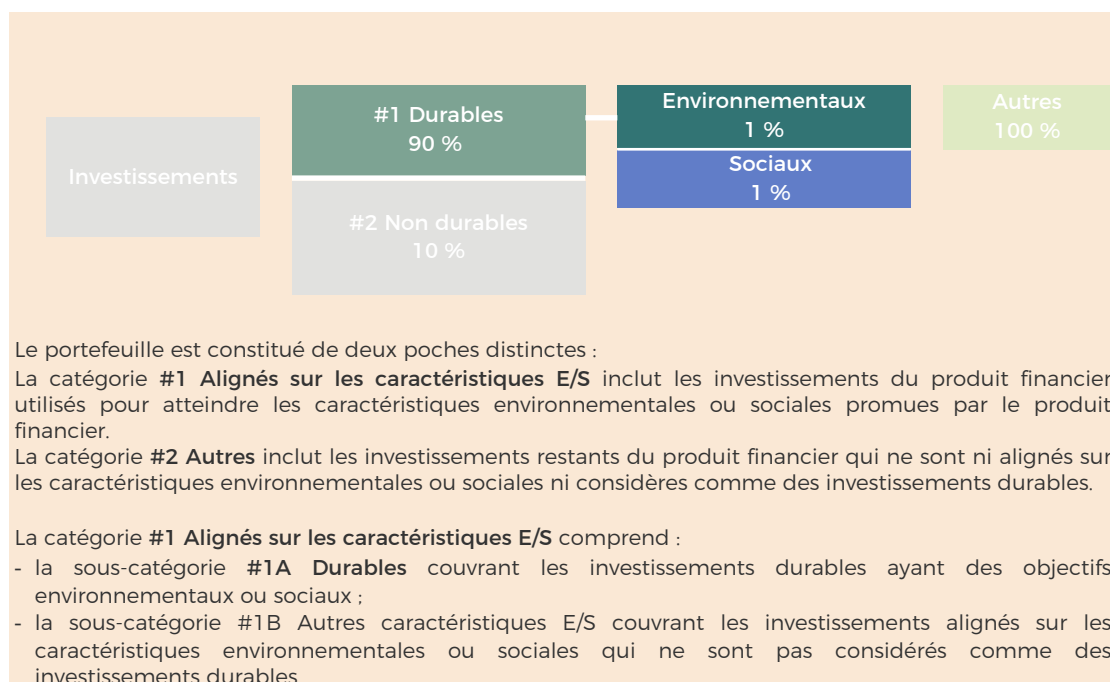 Investissements
#1 Durables
90 %
#2 Non durables
10 %
Environnementaux
1 %
Sociaux
1 %
Autres
100 %
Le portefeuille est constitué de deux poches distinctes :
La catégorie #1 Alignés sur les caractéristiques E/S inclut les investissements du produit financier
utilisés pour atteindre les caractéristiques environnementales ou sociales promues par le produit
financier.
La catégorie #2 Autres inclut les investissements restants du produit financier qui ne sont ni alignés sur
les caractéristiques environnementales ou sociales ni considères comme des investissements durables.
La catégorie #1 Alignés sur les caractéristiques E/S comprend :
- la sous-catégorie #1A Durables couvrant les investissements durables ayant des objectifs
environnementaux ou sociaux ;
- la sous-catégorie #1B Autres caractéristiques E/S couvrant les investissements alignés sur les
caractéristiques environnementales ou sociales qui ne sont pas considérés comme des
investissements durables